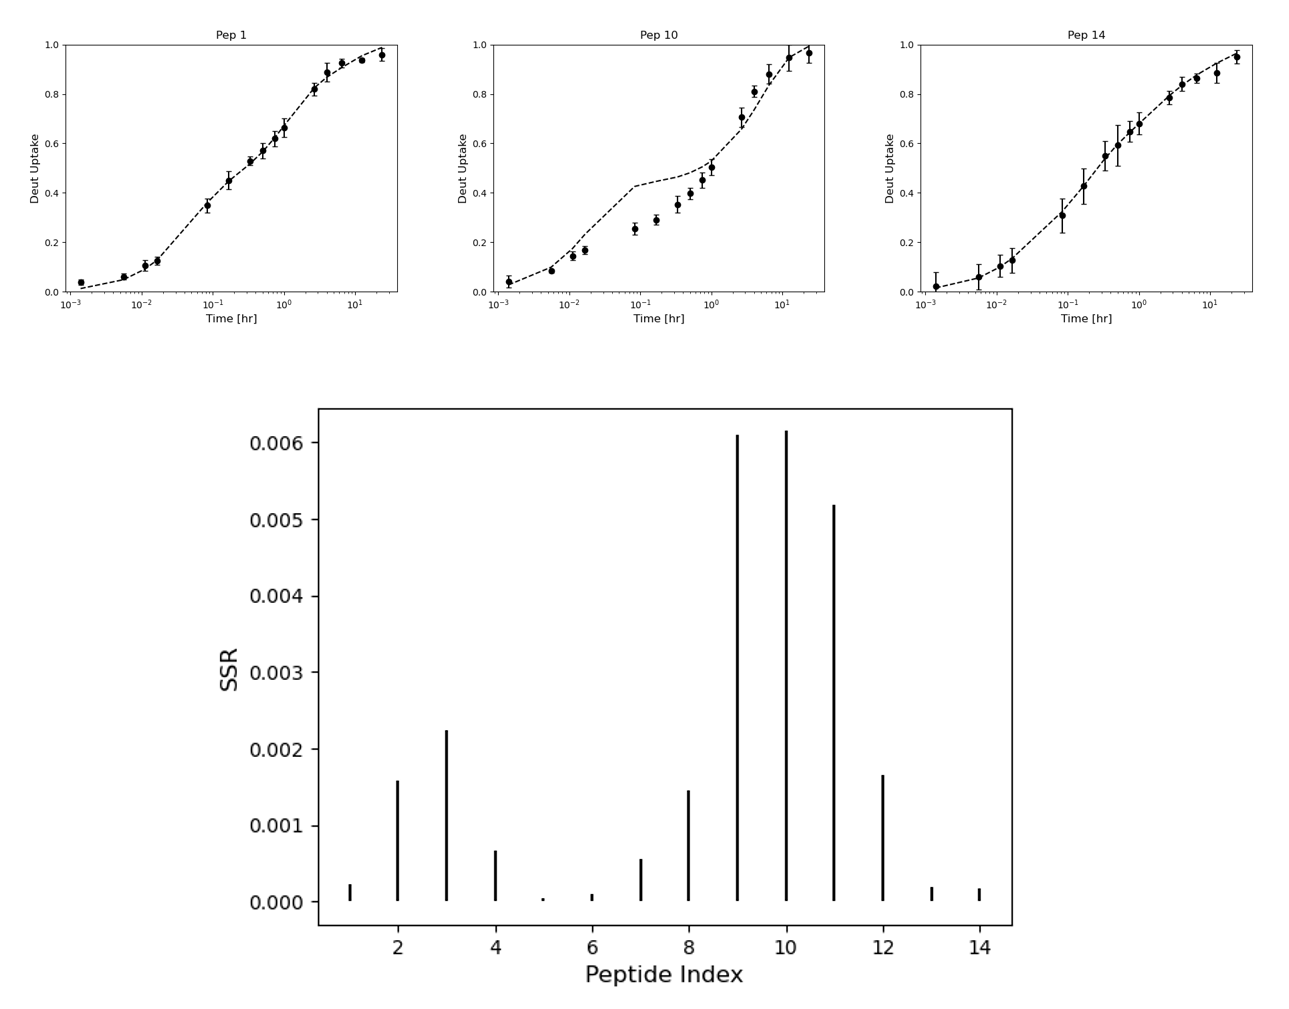 Pep 1
Pep 10
Pep 14
1.0
0.8
0.6
0.4
0.2
0.0
Deut Uptake
10⁻³ 10⁻² 10⁻¹ 10⁰ 10¹
Time [hr]
1.0
0.8
0.6
0.4
0.2
0.0
Deut Uptake
10⁻³ 10⁻² 10⁻¹ 10⁰ 10¹
Time [hr]
1.0
0.8
0.6
0.4
0.2
0.0
Deut Uptake
10⁻³ 10⁻² 10⁻¹ 10⁰ 10¹
Time [hr]
0.006
0.005
0.004
0.003
0.002
0.001
0.000
SSR
2 4 6 8 10 12 14
Peptide Index